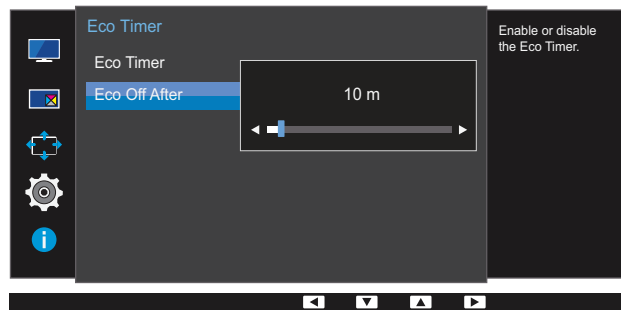 Eco Timer
Eco Timer
Eco Off After
10 m
Enable or disable
the Eco Timer.